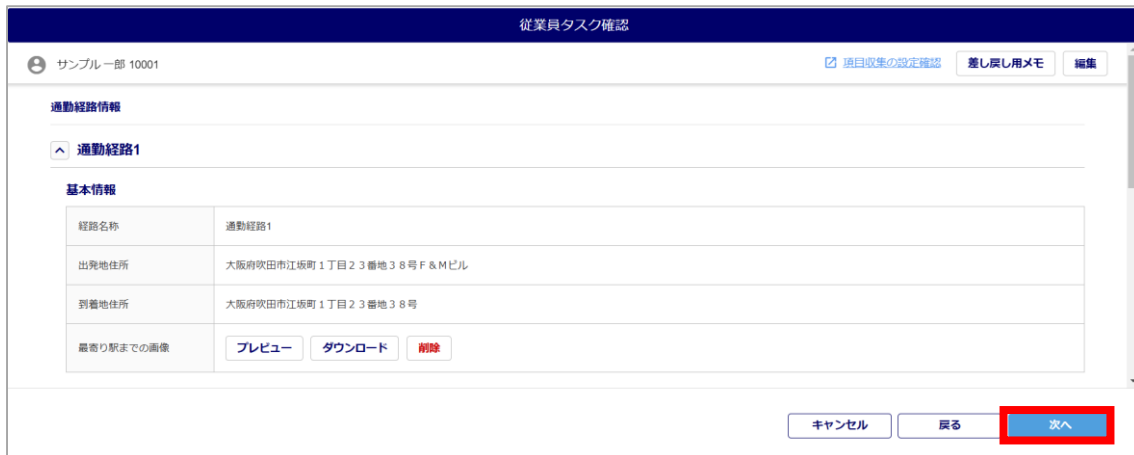 従業員タスク確認
サンプル 一郎 10001
項目収集の設定確認
差し戻し用メモ
編集
通勤経路情報
通勤経路1
基本情報
経路名称
通勤経路1
出発地住所
大阪府吹田市江坂町１丁目２３番地３８号Ｆ＆Ｍビル
到着地住所
大阪府吹田市江坂町１丁目２３番地３８号
最寄り駅までの画像
プレビュー
ダウンロード
削除
キャンセル
戻る
次へ